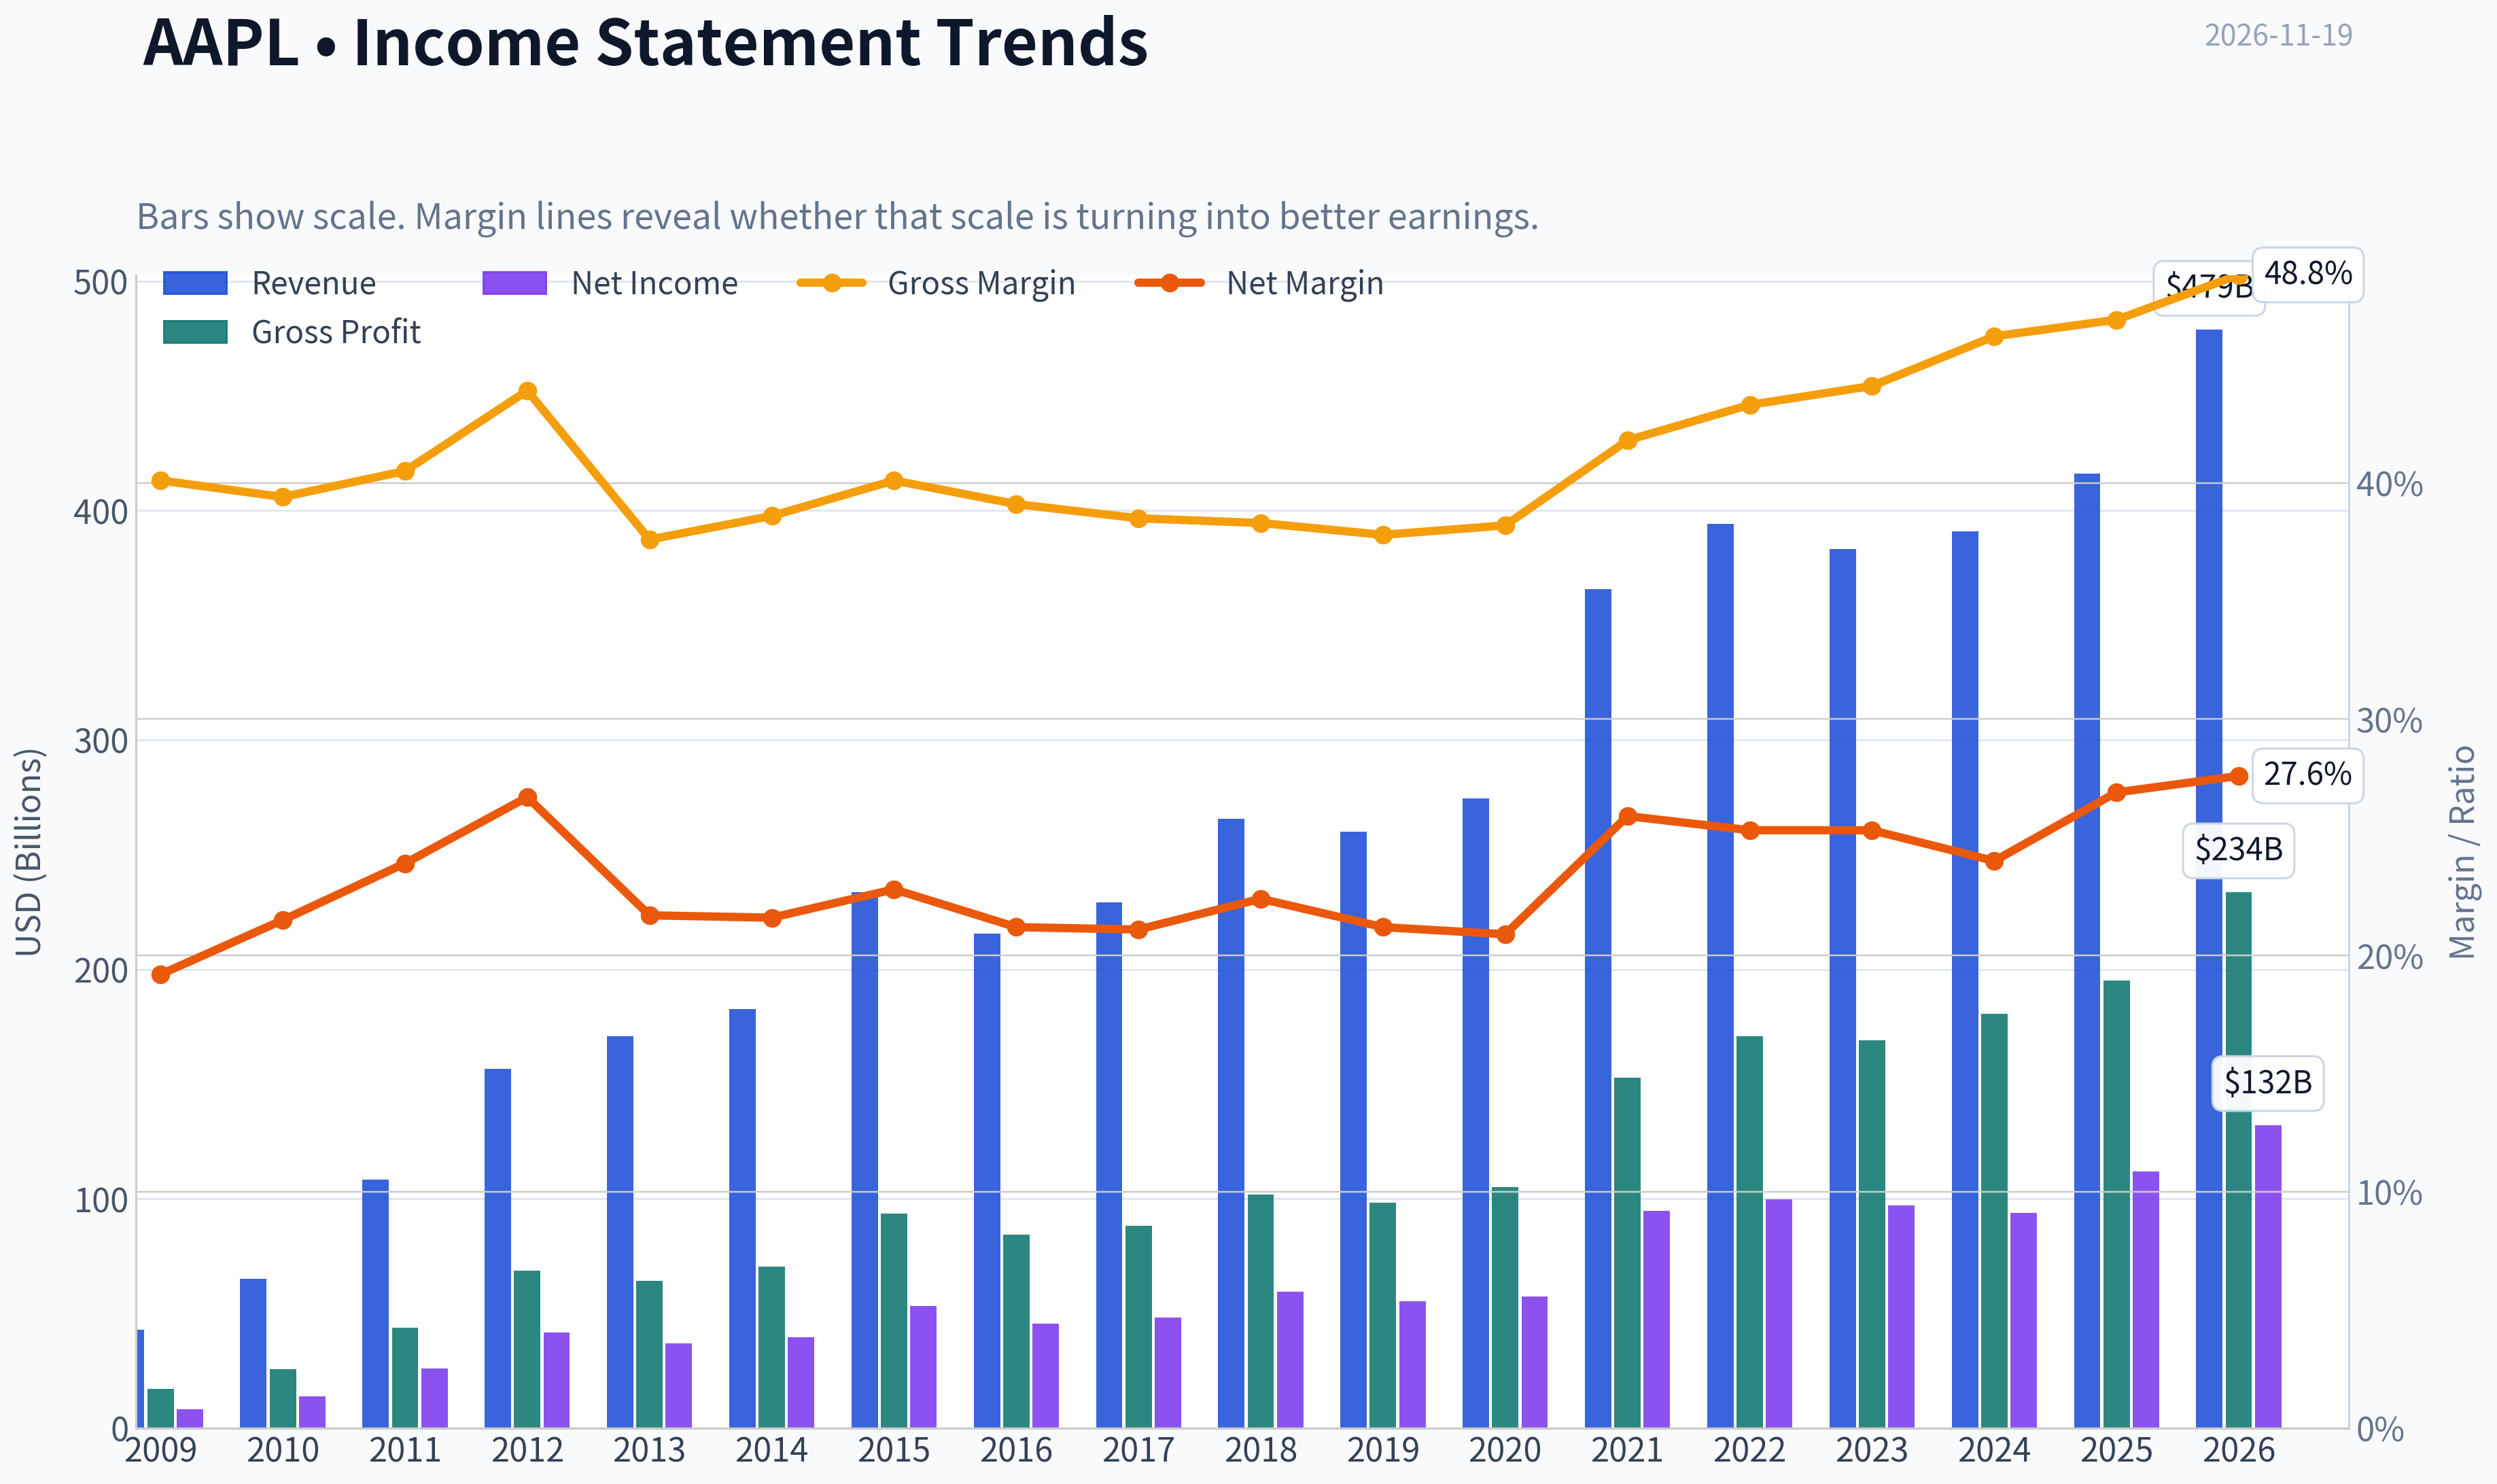 AAPL • Income Statement Trends
2026-11-19
Bars show scale. Margin lines reveal whether that scale is turning into better earnings.
Revenue
Net Income
Gross Margin
Net Margin
Gross Profit
$479B
48.8%
27.6%
$234B
$132B
500
400
300
200
100
0
USD (Billions)
40%
30%
20%
10%
0%
Margin / Ratio
2009 2010 2011 2012 2013 2014 2015 2016 2017 2018 2019 2020 2021 2022 2023 2024 2025 2026